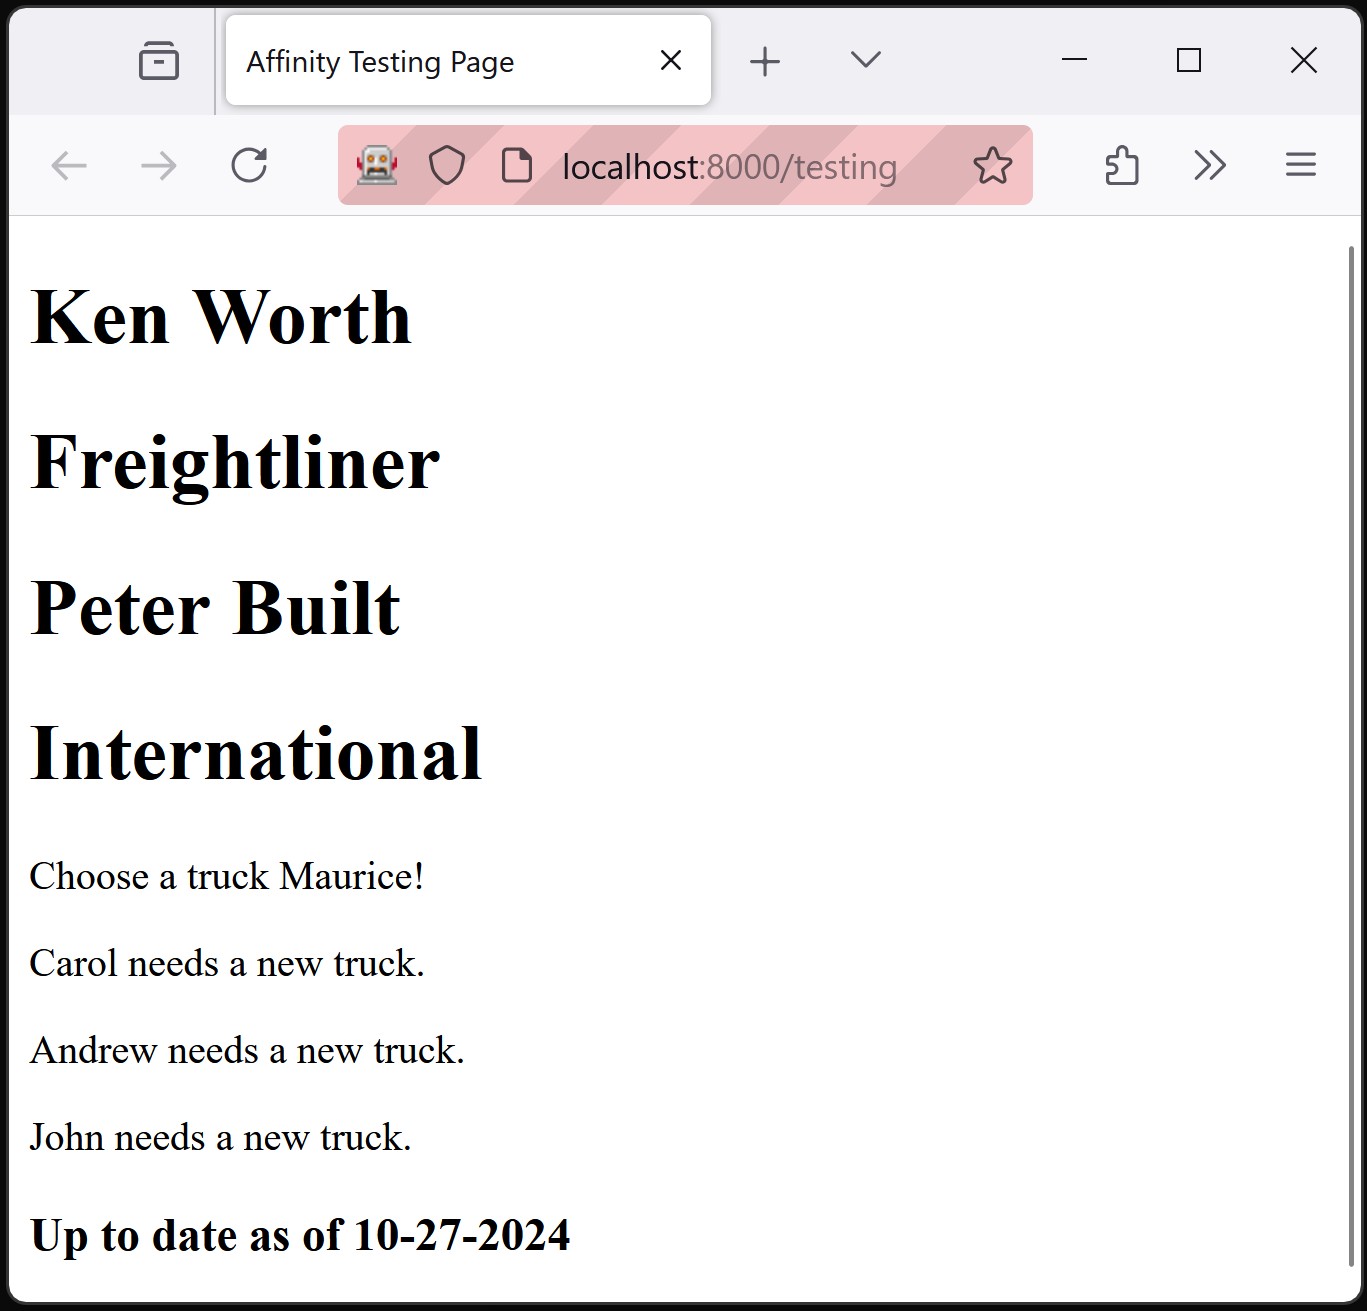 Affinity Testing Page
localhost:8000/testing
Ken Worth
Freightliner
Peter Built
International
Choose a truck Maurice!
Carol needs a new truck.
Andrew needs a new truck.
John needs a new truck.
Up to date as of 10-27-2024